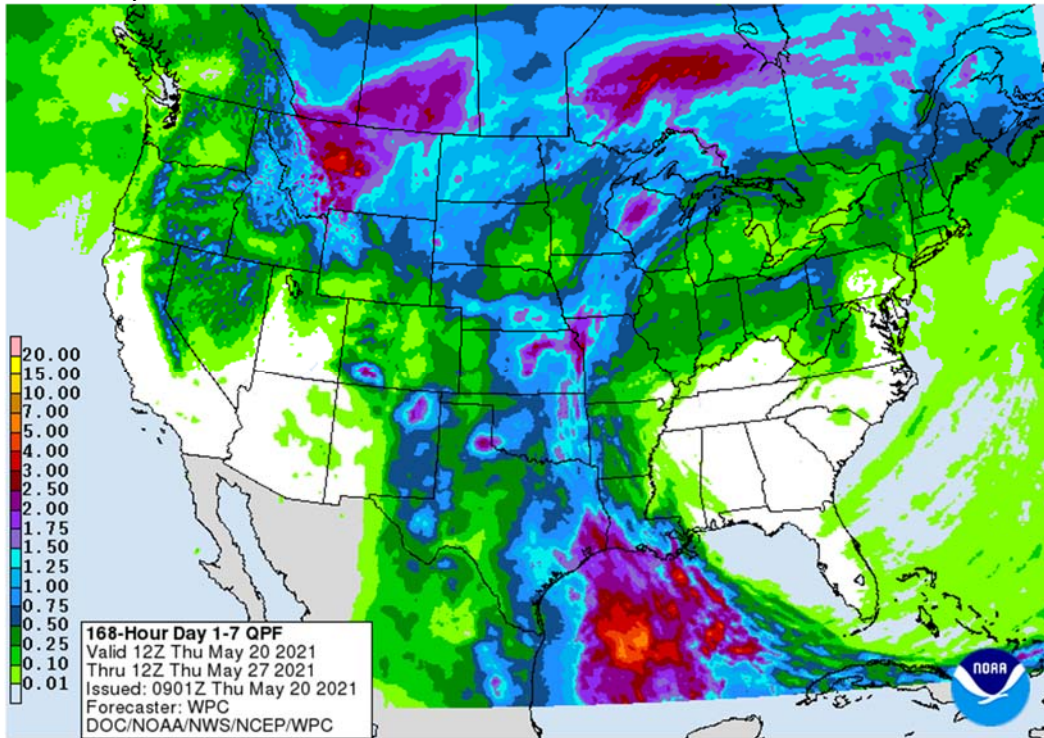 20.00
15.00
10.00
7.00
5.00
4.00
3.00
2.50
2.00
1.75
1.50
1.25
1.00
0.75
0.50
0.25
0.10
0.01
168-Hour Day 1-7 QPF
Valid 12Z Thu May 20 2021
Thru 12Z Thu May 27 2021
Issued: 0901Z Thu May 20 2021
Forecaster: WPC
DOC/NOAA/NWS/NCEP/WPC
NOAA